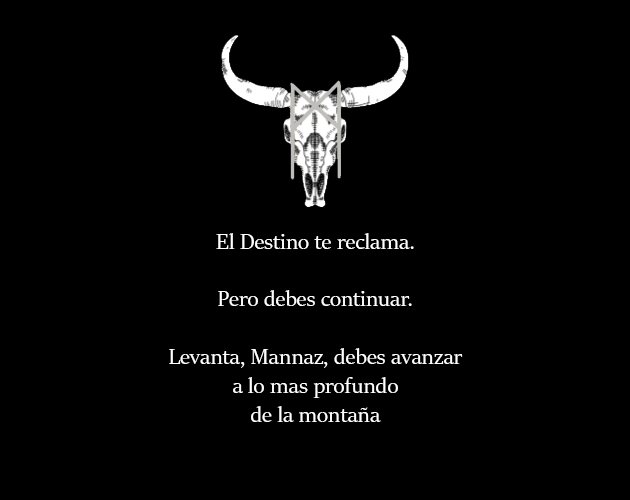 El Destino te reclama.
Pero debes continuar.
Levanta, Mannaz, debes avanzar
a lo mas profundo
de la montaña